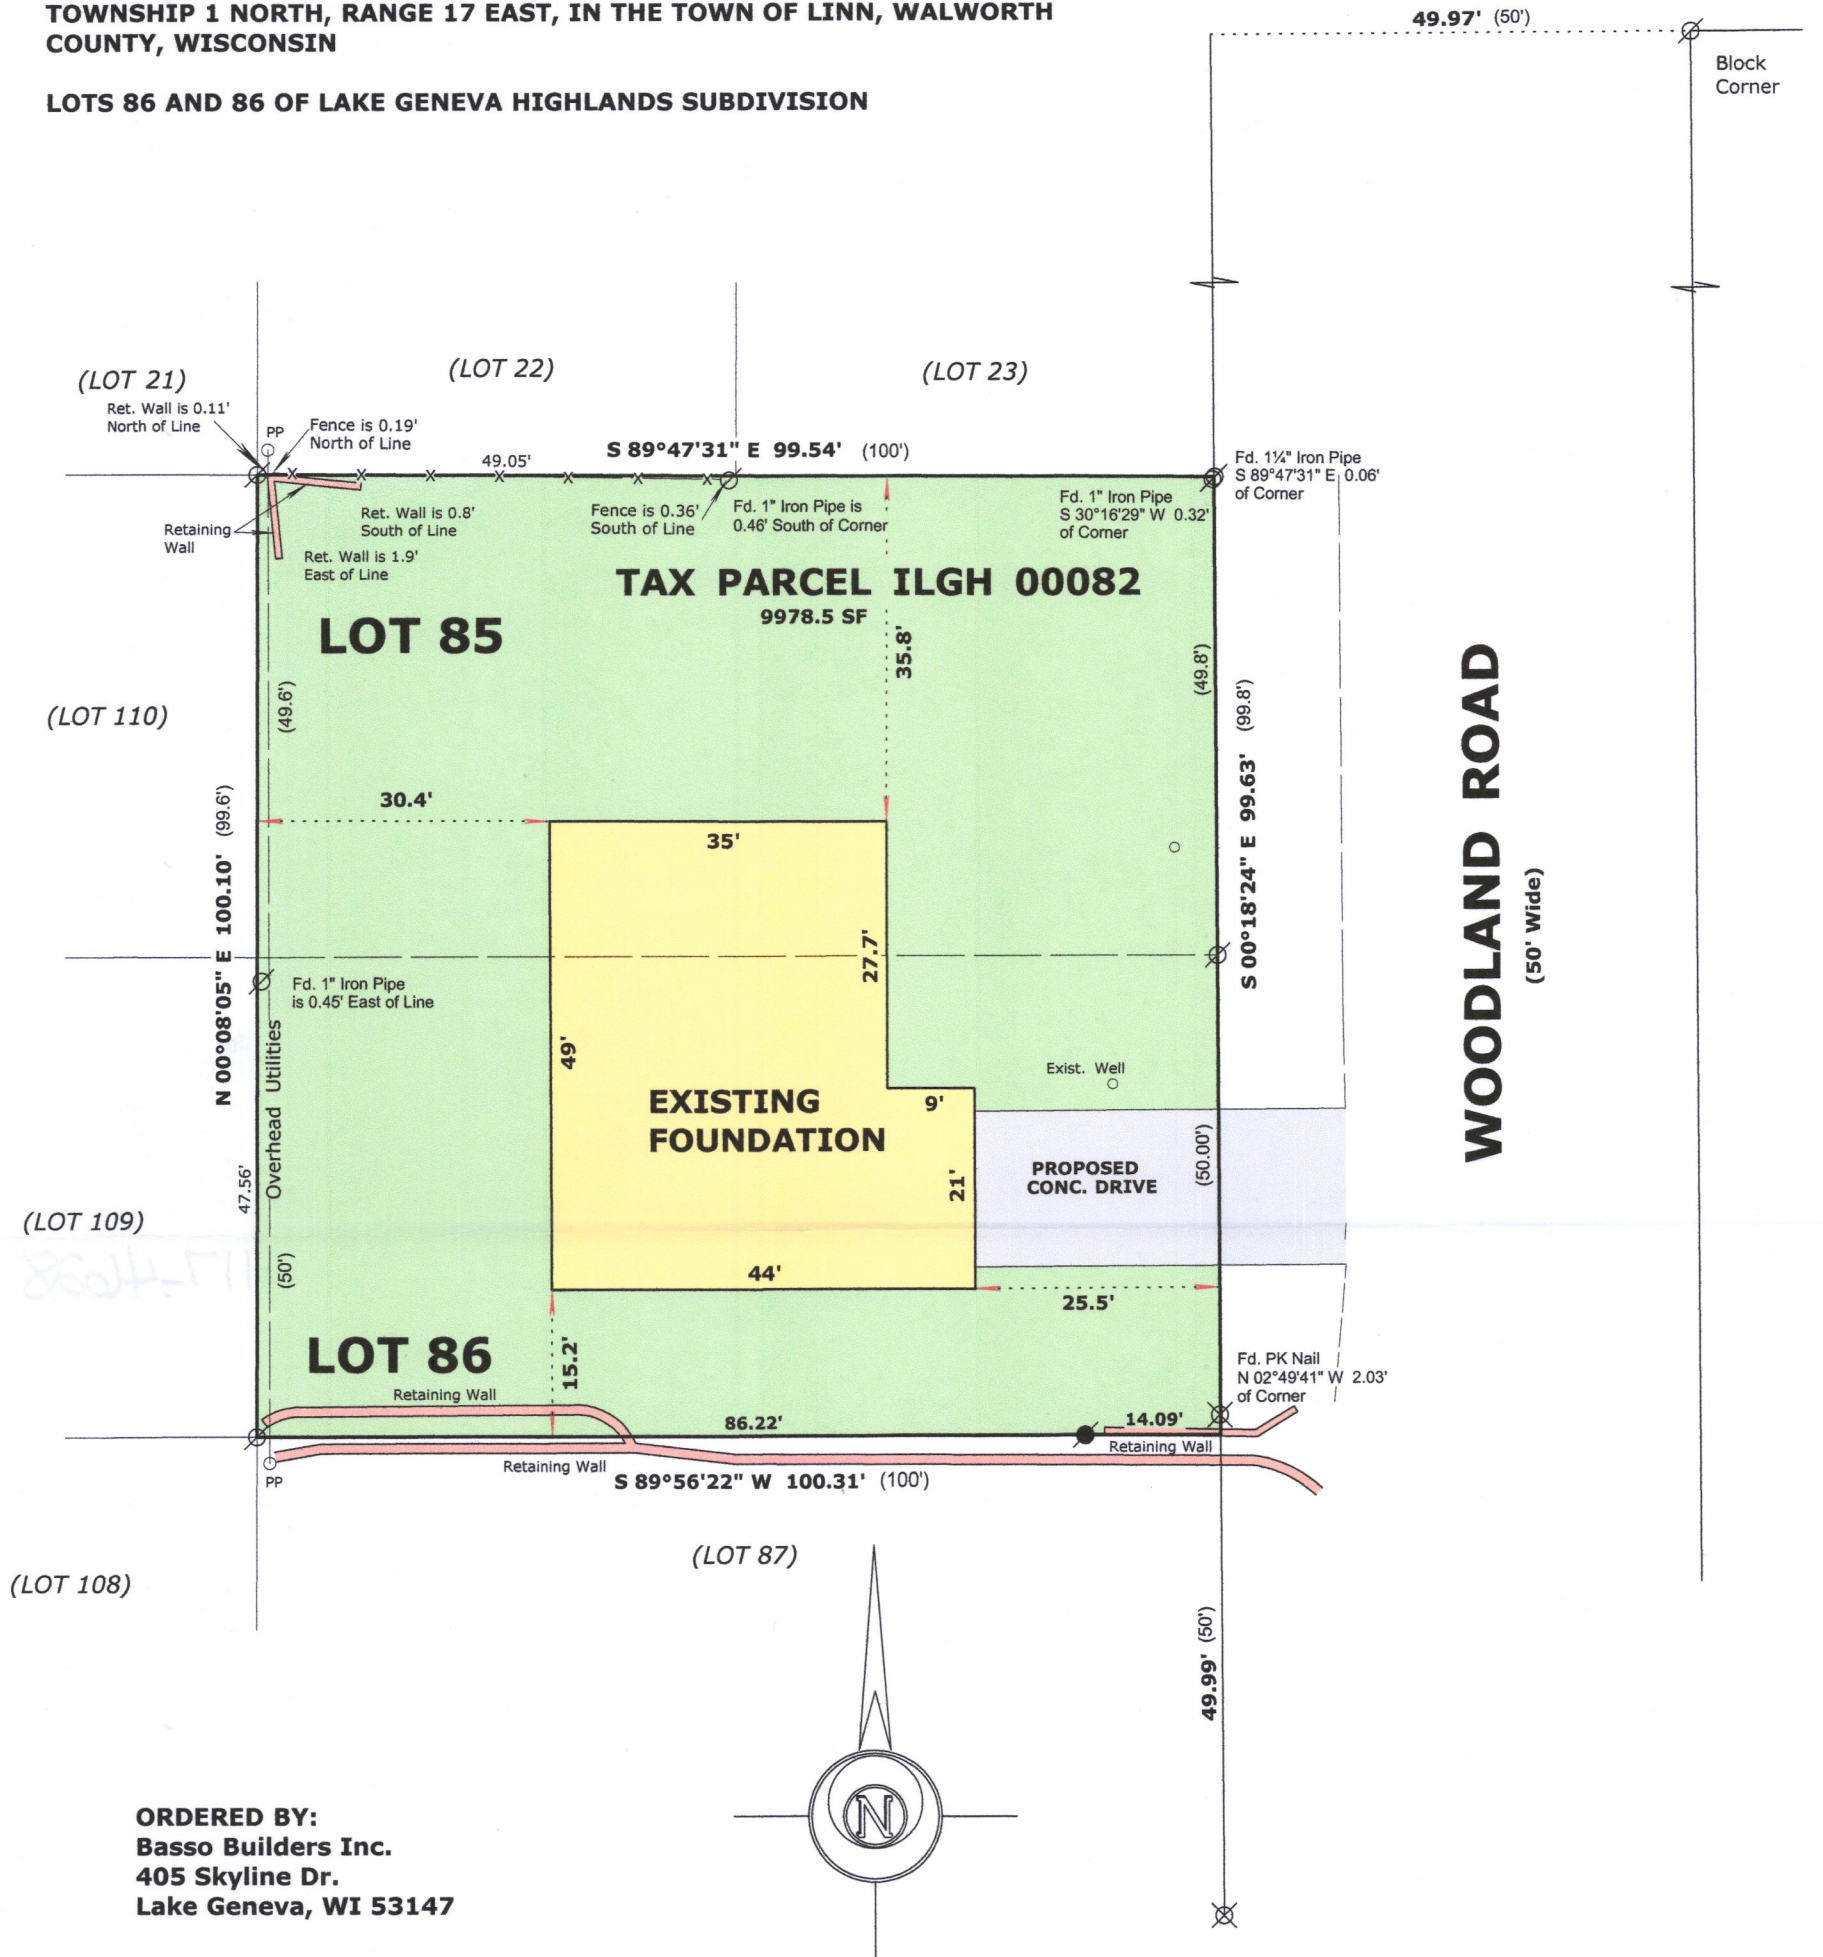 TOWNSHIP 1 NORTH, RANGE 17 EAST, IN THE TOWN OF LINN, WALWORTH
COUNTY, WISCONSIN
LOTS 86 AND 86 OF LAKE GENEVA HIGHLANDS SUBDIVISION
49.97' (50')
Block
Corner
(LOT 21)
(LOT 22)
(LOT 23)
Ret. Wall is 0.11'
North of Line
PP
Fence is 0.19'
North of Line
49.05'
S 89°47'31" E 99.54' (100')
Fd. 1¼" Iron Pipe
S 89°47'31" E 0.06'
of Corner
Retaining
Wall
Ret. Wall is 0.8'
South of Line
Ret. Wall is 1.9'
East of Line
Fence is 0.36'
South of Line
Fd. 1" Iron Pipe is
0.46' South of Corner
Fd. 1" Iron Pipe
S 30°16'29" W 0.32'
of Corner
TAX PARCEL ILGH 00082
9978.5 SF
LOT 85
35.8'
(49.6')
(49.8')
(LOT 110)
30.4'
35'
N 00°08'05" E 100.10' (99.6')
S 00°18'24" E 99.63' (99.8')
WOODLAND ROAD
(50' Wide)
27.7'
Fd. 1" Iron Pipe
is 0.45' East of Line
Overhead Utilities
49'
Exist. Well
EXISTING
FOUNDATION
9'
21'
PROPOSED
CONC. DRIVE
(50.00')
47.56'
(LOT 109)
(50')
44'
25.5'
LOT 86
15.2'
Retaining Wall
Fd. PK Nail
N 02°49'41" W 2.03'
of Corner
86.22'
14.09'
Retaining Wall
Retaining Wall
PP
S 89°56'22" W 100.31' (100')
(LOT 87)
(LOT 108)
49.99' (50')
N
ORDERED BY:
Basso Builders Inc.
405 Skyline Dr.
Lake Geneva, WI 53147